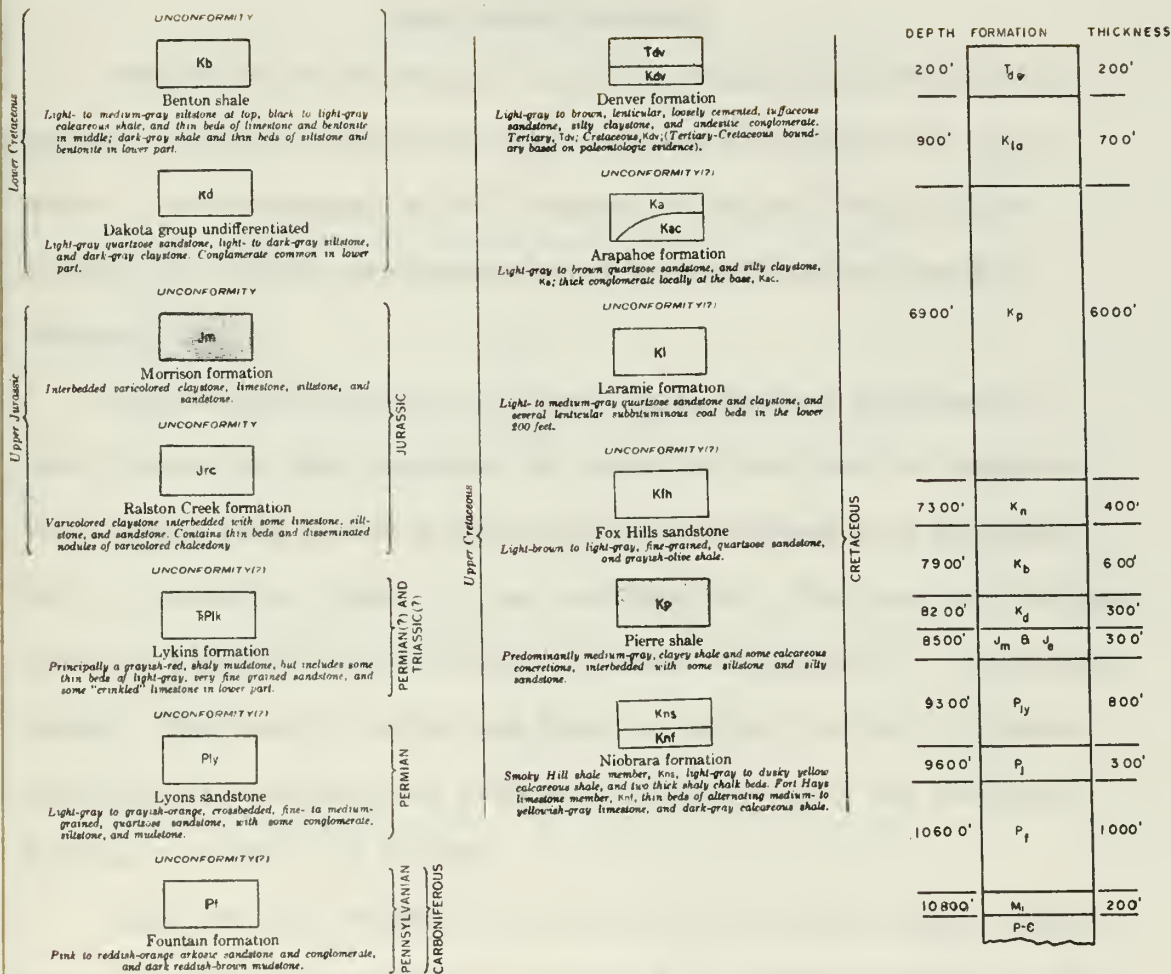 UNCONFORMITY
Kb
Benton shale
Light- to medium-gray siltstone at top, black to light-gray
calcareous shale, and thin beds of limestone and bentonite
in middle; dark-gray shale and thin beds of siltstone and
bentonite in lower part.
Kd
Dakota group undifferentiated
Light-gray quartzose sandstone, light- to dark-gray siltstone,
and dark-gray claystone. Conglomerate common in lower
part.
Lower Cretaceous
UNCONFORMITY
Jm
Morrison formation
Interbedded varicolored claystone, limestone, siltstone, and
sandstone.
UNCONFORMITY
Jrc
Ralston Creek formation
Varicolored claystone interbedded with some limestone, silt-
stone, and sandstone. Contains thin beds and disseminated
nodules of varicolored chalcedony
Upper Jurassic
JURASSIC
UNCONFORMITY(?)
TPlk
Lykins formation
Principally a grayish-red, shaly mudstone, but includes some
thin beds of light-gray, very fine grained sandstone, and
some "crinkled" limestone in lower part.
PERMIAN(?) AND
TRIASSIC(?)
UNCONFORMITY(?)
Ply
Lyons sandstone
Light-gray to grayish-orange, crossbedded, fine- to medium-
grained, quartzose sandstone, with some conglomerate,
siltstone, and mudstone.
PERMIAN
UNCONFORMITY(?)
Pf
Fountain formation
Pink to reddish-orange arkosic sandstone and conglomerate,
and dark reddish-brown mudstone.
PENNSYLVANIAN
CARBONIFEROUS
Tdv
Kdv
Denver formation
Light-gray to brown, lenticular, loosely cemented, tuffaceous
sandstone, silty claystone, and andesitic conglomerate.
Tertiary, Tdv; Cretaceous, Kdv; (Tertiary-Cretaceous bound-
ary based on paleontologic evidence).
UNCONFORMITY(?)
Ka
Kac
Arapahoe formation
Light-gray to brown quartzose sandstone, and silty claystone,
Ka; thick conglomerate locally at the base, Kac.
UNCONFORMITY(?)
Kl
Laramie formation
Light- to medium-gray quartzose sandstone and claystone, and
several lenticular subbituminous coal beds in the lower
200 feet.
UNCONFORMITY(?)
Kfh
Fox Hills sandstone
Light-brown to light-gray, fine-grained, quartzose sandstone,
and grayish-olive shale.
Kp
Pierre shale
Predominantly medium-gray, clayey shale and some calcareous
concretions, interbedded with some siltstone and silty
sandstone.
Kns
Knf
Niobrara formation
Smoky Hill shale member, Kns, light-gray to dusky yellow
calcareous shale, and two thick shaly chalk beds. Fort Hays
limestone member, Knf, thin beds of alternating medium- to
yellowish-gray limestone, and dark-gray calcareous shale.
Upper Cretaceous
CRETACEOUS
DEPTH FORMATION THICKNESS
200' Tdv 200'
900' Kla 700'
6900' Kp 6000'
7300' Kn 400'
7900' Kb 600'
8200' Kd 300'
8500' Jm & Je 300'
9300' Ply 800'
9600' Pj 300'
10600' Pf 1000'
10800' M 200'
P-Є